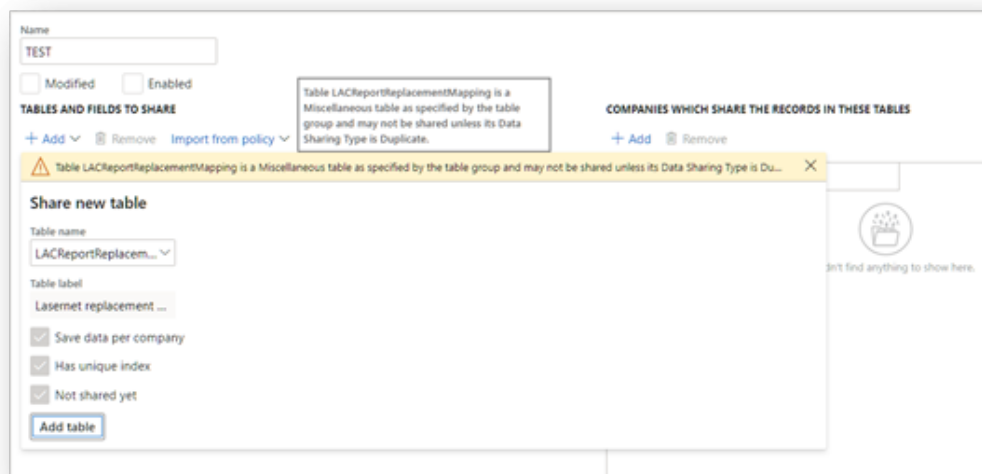 Name
TEST
Modified
Enabled
Table LACReportReplacementMapping is a
Miscellaneous table as specified by the table
group and may not be shared unless its Data
Sharing Type is Duplicate.
TABLES AND FIELDS TO SHARE
COMPANIES WHICH SHARE THE RECORDS IN THESE TABLES
+ Add
Remove
Import from policy
+ Add
Remove
Table LACReportReplacementMapping is a Miscellaneous table as specified by the table group and may not be shared unless its Data Sharing Type is Du...
Share new table
Table name
LACReportReplacem...
Table label
Lasernet replacement ...
Save data per company
Has unique index
Not shared yet
Add table
dn't find anything to show here.